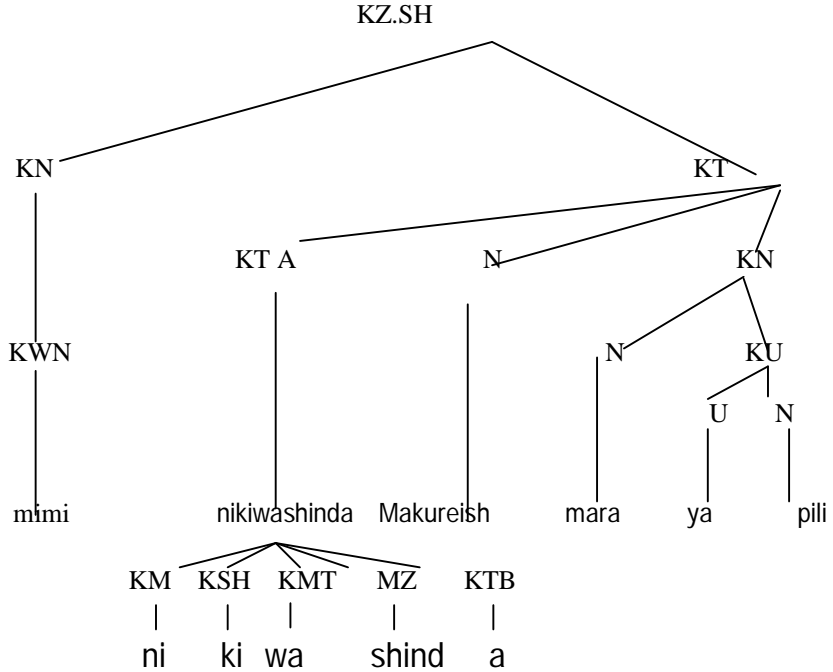 KZ.SH
KN KT
KT A N KN
KWN N KU
U N
mimi nikiwashinda Makureish mara ya pili
KM KSH KMT MZ KTB
ni ki wa shind a